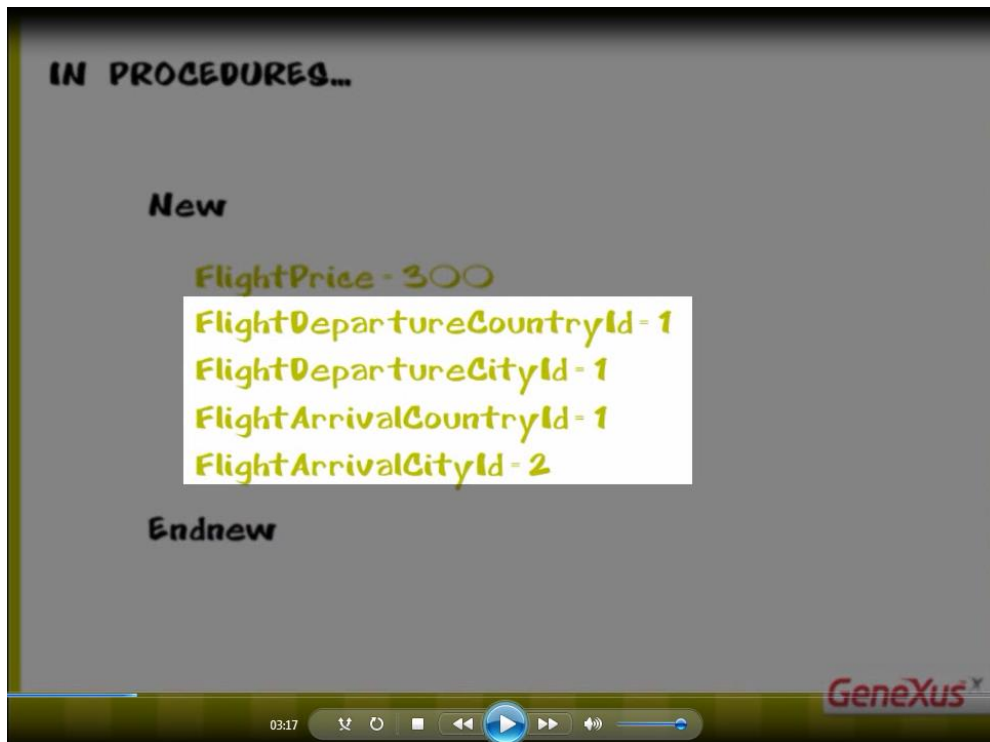 IN PROCEDURES...
New
FlightPrice = 300
FlightDepartureCountryId = 1
FlightDepartureCityId = 1
FlightArrivalCountryId = 1
FlightArrivalCityId = 2
Endnew
GeneXus X
03:17